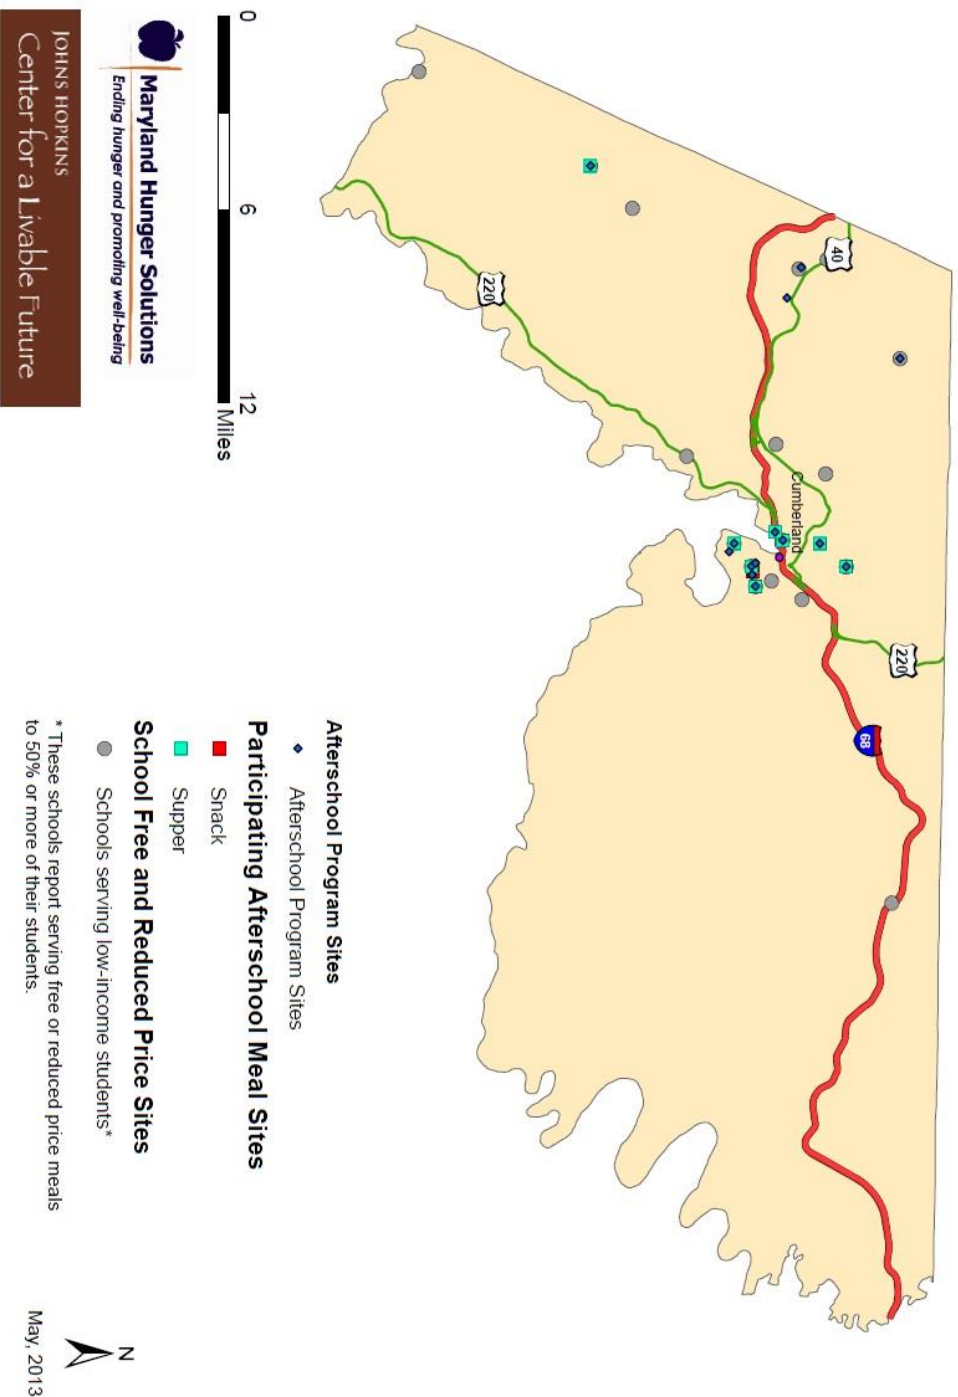 40
220
Cumberland
220
68
0
6
12
Miles
Maryland Hunger Solutions
Ending hunger and promoting well-being
JOHNS HOPKINS
Center for a Livable Future
Afterschool Program Sites
Afterschool Program Sites
Participating Afterschool Meal Sites
Snack
Supper
School Free and Reduced Price Sites
Schools serving low-income students*
* These schools report serving free or reduced price meals
to 50% or more of their students.
N
May, 2013